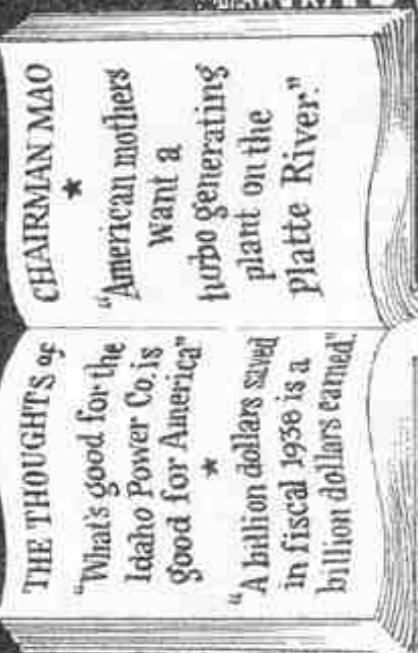 THE THOUGHTS of
"What's good for the
Idaho Power Co. is
good for America"
★
"A billion dollars saved
in fiscal 1938 is a
billion dollars earned".
CHAIRMAN MAO
★
"American mothers
want a
turbo generating
plant on the
Platte River."